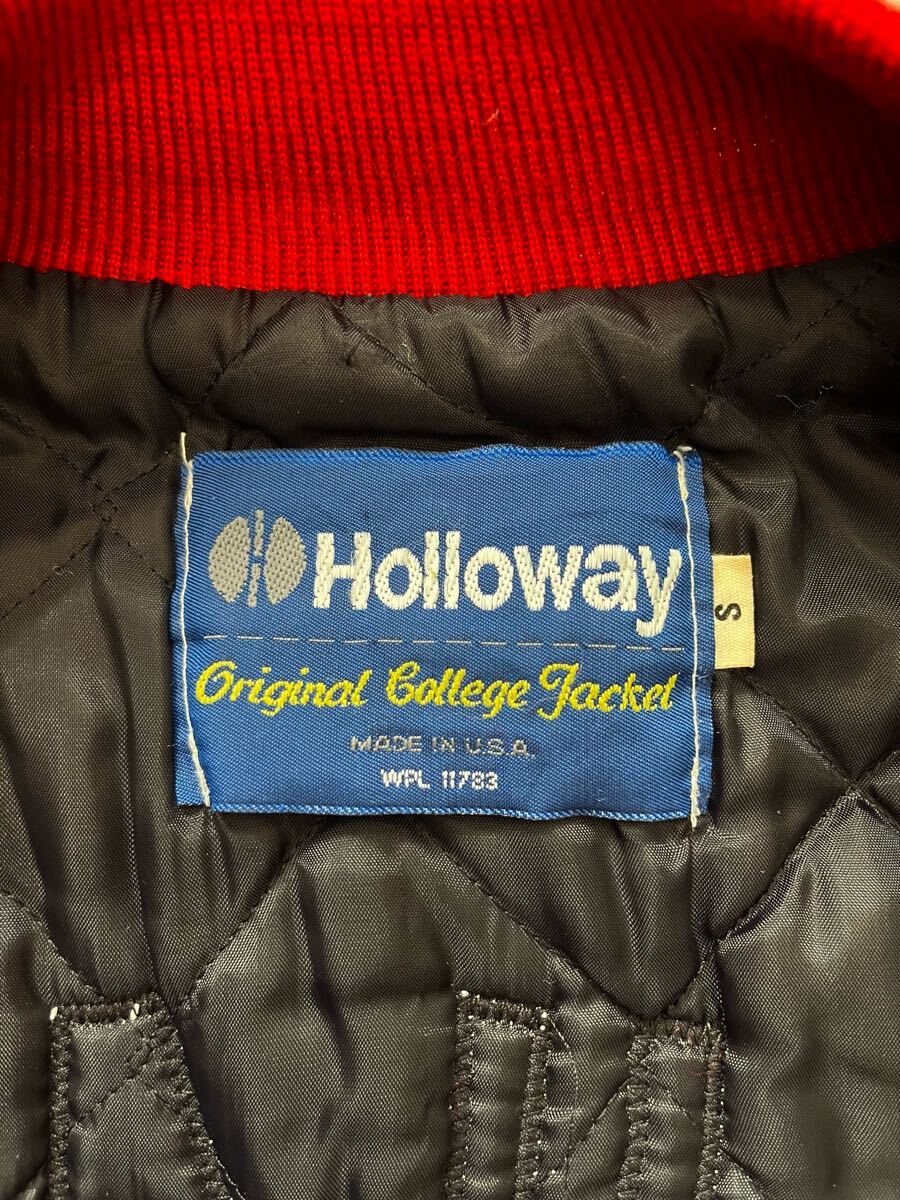 Holloway
Original College Jacket
MADE IN U.S.A.
WPL 11783
S